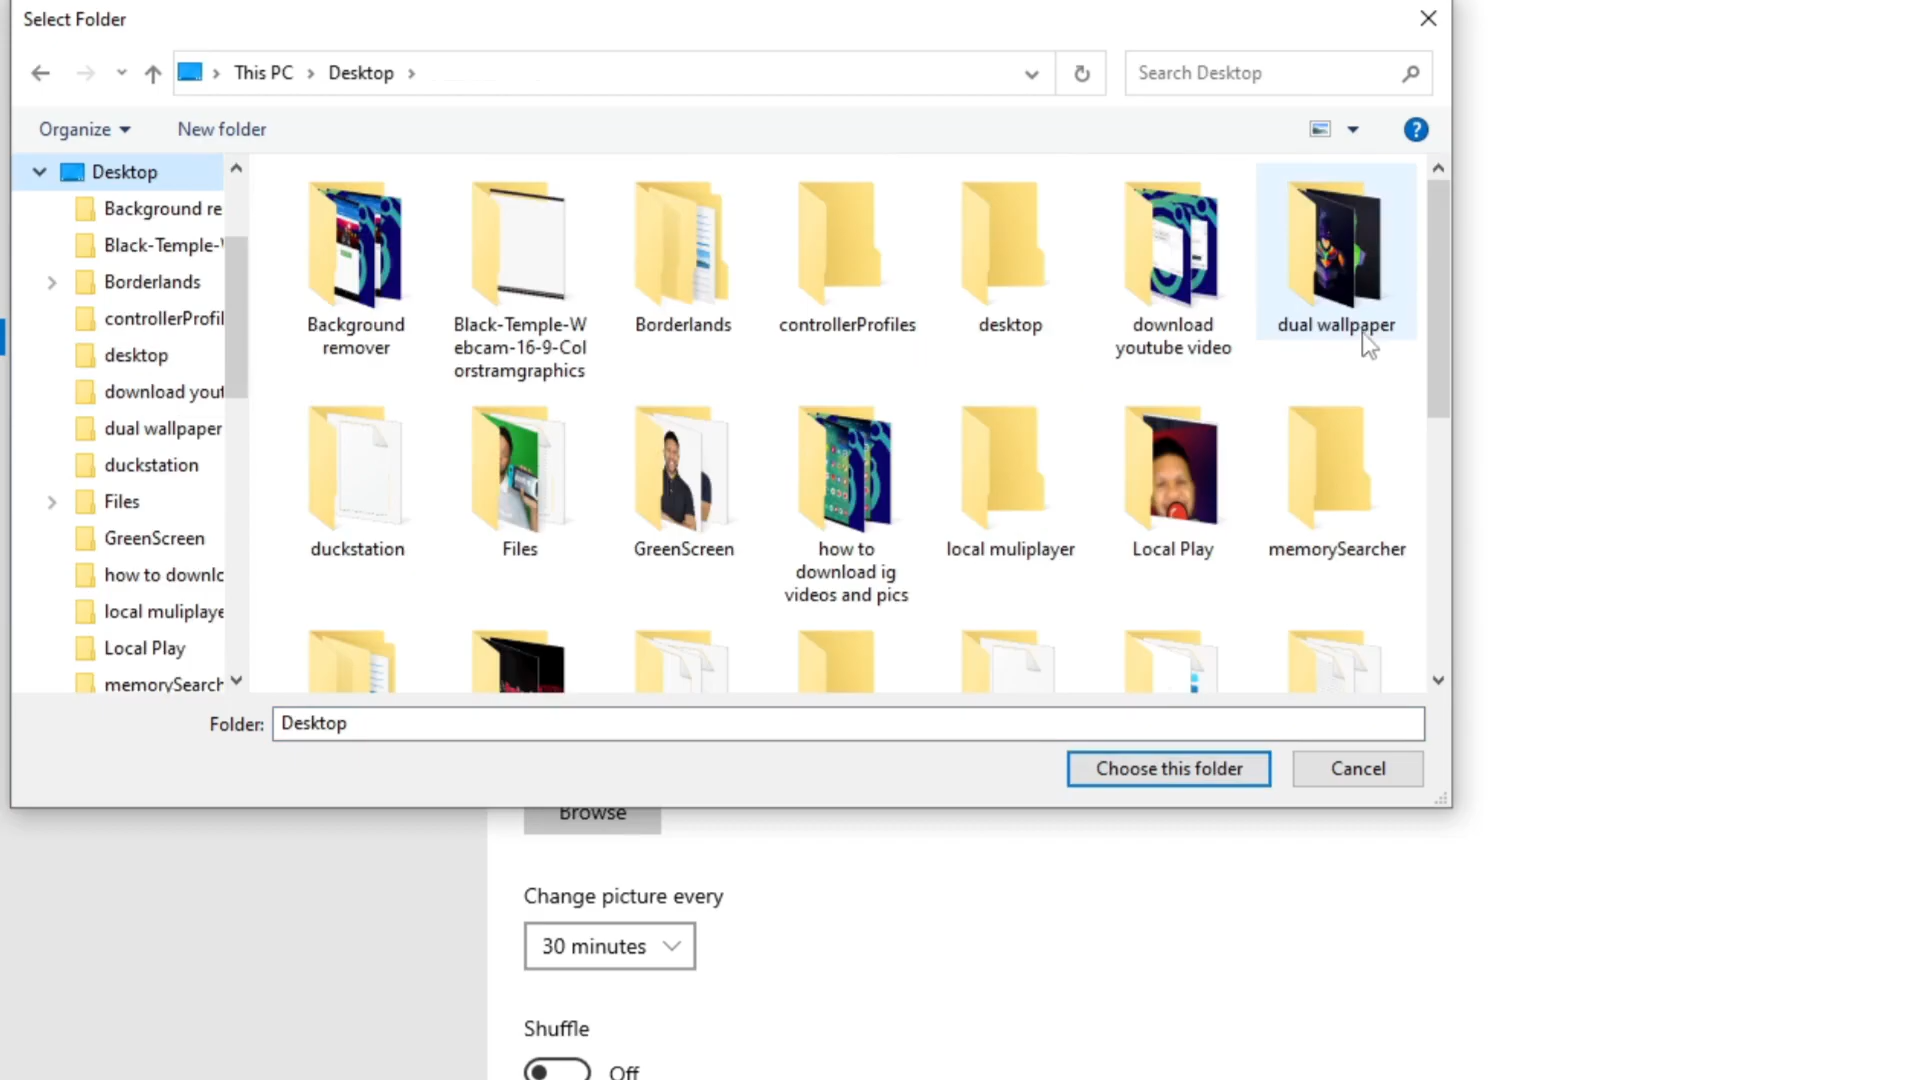 Select Folder
This PC
Desktop
Search Desktop
Organize
New folder
?
Desktop
Background re
Black-Temple-
Borderlands
controllerProfil
desktop
download yout
dual wallpaper
duckstation
Files
GreenScreen
how to downlo
local muliplaye
Local Play
memorySearch
Background
remover
Black-Temple-W
ebcam-16-9-Col
orstramgraphics
Borderlands
controllerProfiles
desktop
download
youtube video
dual wallpaper
duckstation
Files
GreenScreen
how to
download ig
videos and pics
local muliplayer
Local Play
memorySearcher
Folder:
Desktop
Choose this folder
Cancel
Browse
Change picture every
30 minutes
Shuffle
Off